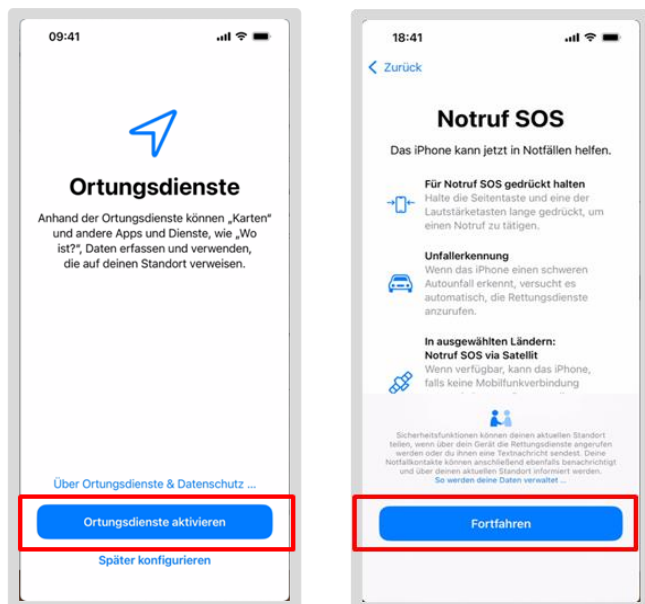 09:41
Ortungsdienste
Anhand der Ortungsdienste können „Karten“
und andere Apps und Dienste, wie „Wo
ist?“, Daten erfassen und verwenden,
die auf deinen Standort verweisen.
Über Ortungsdienste & Datenschutz ...
Ortungsdienste aktivieren
Später konfigurieren
18:41
Zurück
Notruf SOS
Das iPhone kann jetzt in Notfällen helfen.
Für Notruf SOS gedrückt halten
Halte die Seitentaste und eine der
Lautstärketasten lange gedrückt, um
einen Notruf zu tätigen.
Unfallerkennung
Wenn das iPhone einen schweren
Autounfall erkennt, versucht es
automatisch, die Rettungsdienste
anzurufen.
In ausgewählten Ländern:
Notruf SOS via Satellit
Wenn verfügbar, kann das iPhone,
falls keine Mobilfunkverbindung
Sicherheitsfunktionen können deinen aktuellen Standort
teilen, wenn über dein Gerät die Rettungsdienste angerufen
werden oder du ihnen eine Textnachricht sendest. Deine
Notfallkontakte können anschließend ebenfalls benachrichtigt
und über deinen aktuellen Standort informiert werden.
So werden deine Daten verwaltet ...
Fortfahren